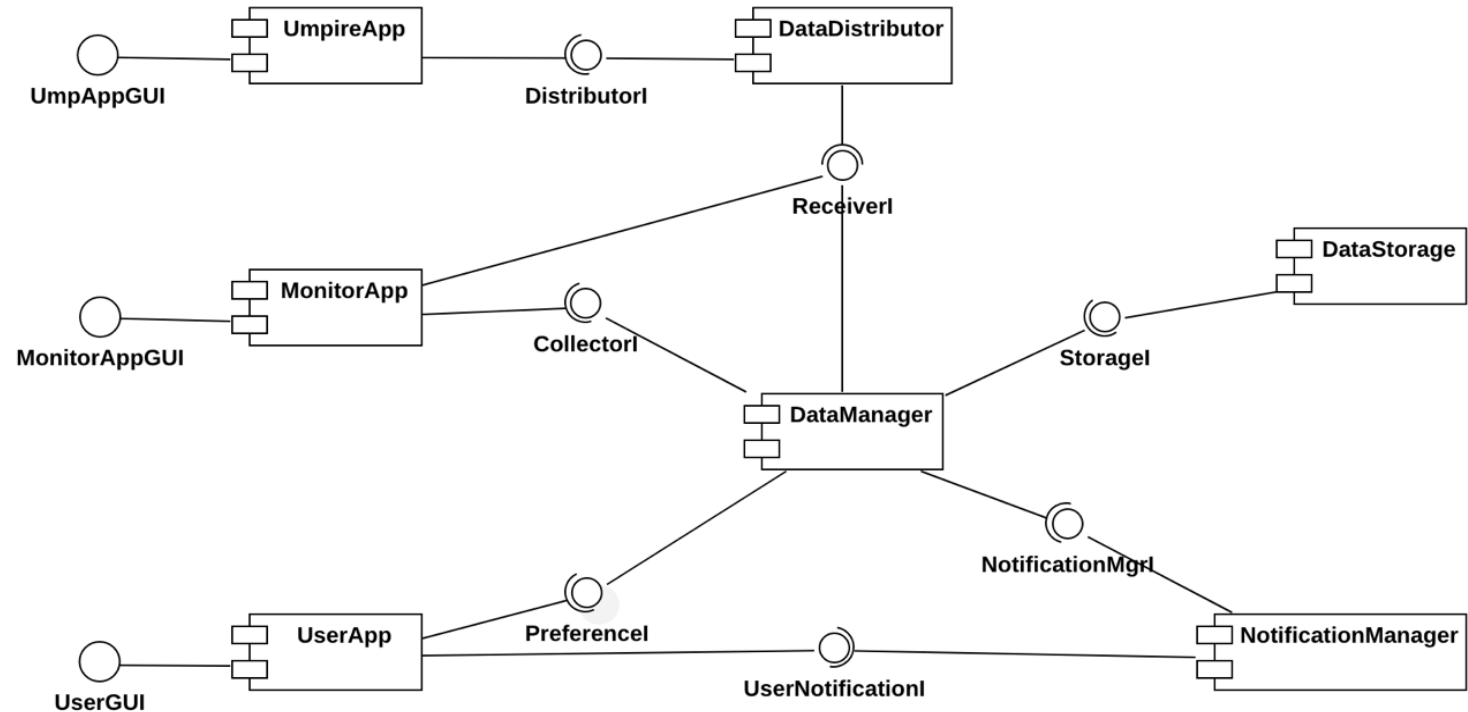 UmpireApp
DataDistributor
UmpAppGUI
DistributorI
ReceiverI
DataStorage
MonitorApp
CollectorI
MonitorAppGUI
StorageI
DataManager
NotificationMgrI
UserApp
PreferenceI
NotificationManager
UserNotificationI
UserGUI